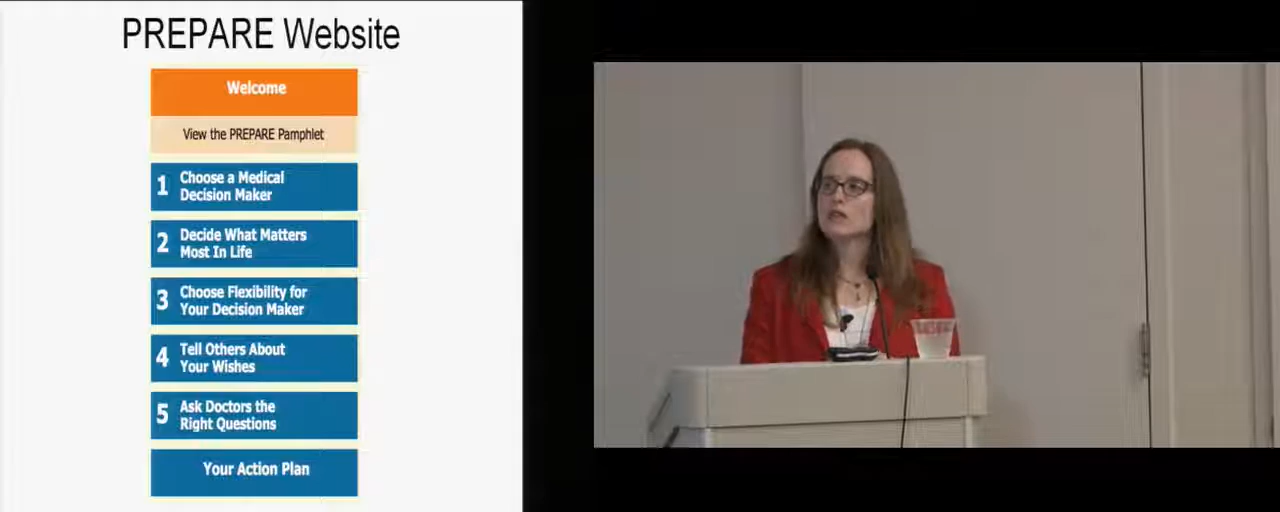 PREPARE Website
Welcome
View the PREPARE Pamphlet
1 Choose a Medical
Decision Maker
2 Decide What Matters
Most In Life
3 Choose Flexibility for
Your Decision Maker
4 Tell Others About
Your Wishes
5 Ask Doctors the
Right Questions
Your Action Plan